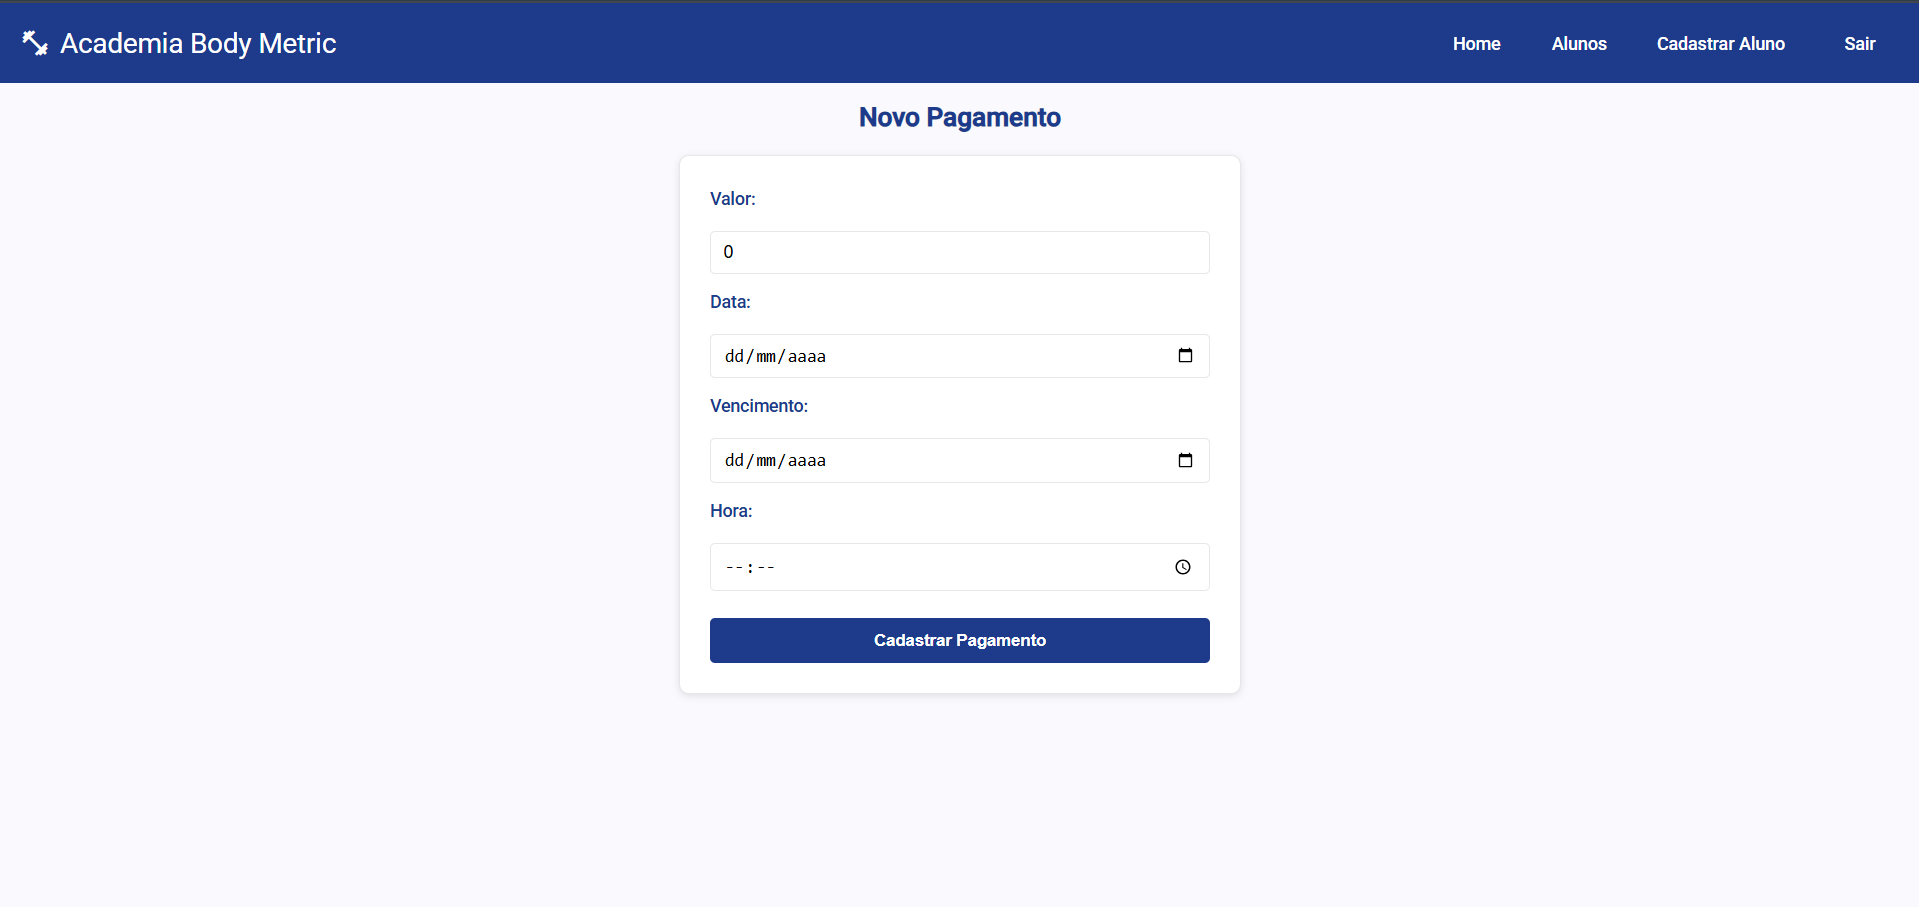 Academia Body Metric
Home Alunos Cadastrar Aluno Sair
Novo Pagamento
Valor:
0
Data:
dd/mm/aaaa
Vencimento:
dd/mm/aaaa
Hora:
--:--
Cadastrar Pagamento